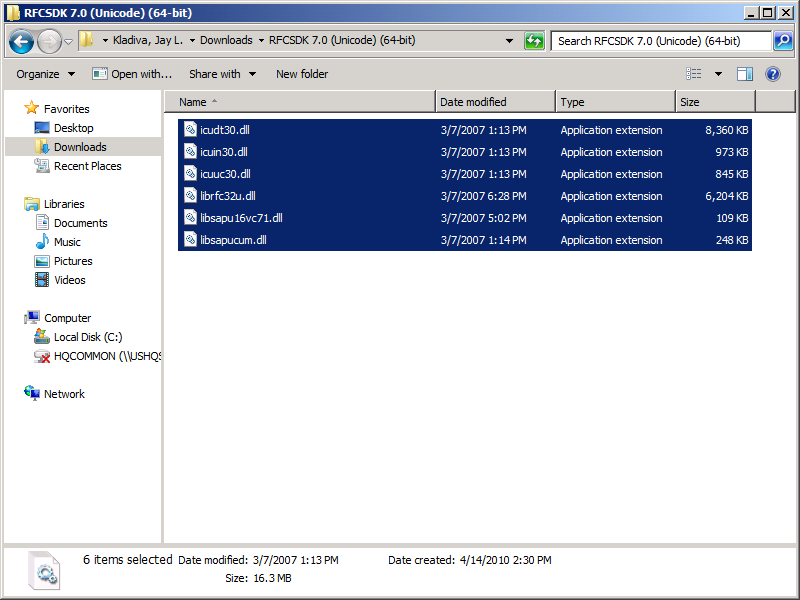 RFCSDK 7.0 (Unicode) (64-bit)
Kladiva, Jay L. Downloads RFCSDK 7.0 (Unicode) (64-bit) Search RFCSDK 7.0 (Unicode) (64-bit)
Organize Open with... Share with New folder
Favorites
Desktop
Downloads
Recent Places
Libraries
Documents
Music
Pictures
Videos
Computer
Local Disk (C:)
HQCOMMON (\\USHQS
Network
Name Date modified Type Size
icudt30.dll 3/7/2007 1:13 PM Application extension 8,360 KB
icuin30.dll 3/7/2007 1:13 PM Application extension 973 KB
icuuc30.dll 3/7/2007 1:13 PM Application extension 845 KB
librfc32u.dll 3/7/2007 6:28 PM Application extension 6,204 KB
libsapu16vc71.dll 3/7/2007 5:02 PM Application extension 109 KB
libsapucum.dll 3/7/2007 1:14 PM Application extension 248 KB
6 items selected Date modified: 3/7/2007 1:13 PM Date created: 4/14/2010 2:30 PM
Size: 16.3 MB